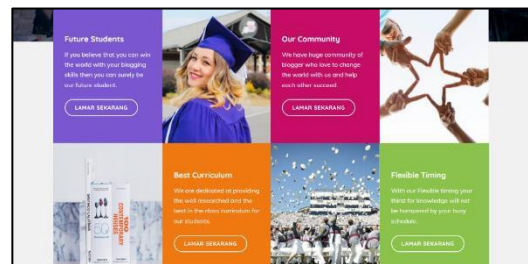 Future Students
If you believe that you can win
the world with your blogging
skills then you can surely be
our future student.
LAMAR SEKARANG
Our Community
We have huge community of
blogger who love to change
the world with us and help
each other succeed.
LAMAR SEKARANG
Best Curriculum
We are dedicated at providing
the well researched and the
best in the class curriculum for
our students.
LAMAR SEKARANG
Flexible Timing
With our Flexible timing your
thirst for knowledge will not
be hampered by your busy
schedule.
LAMAR SEKARANG